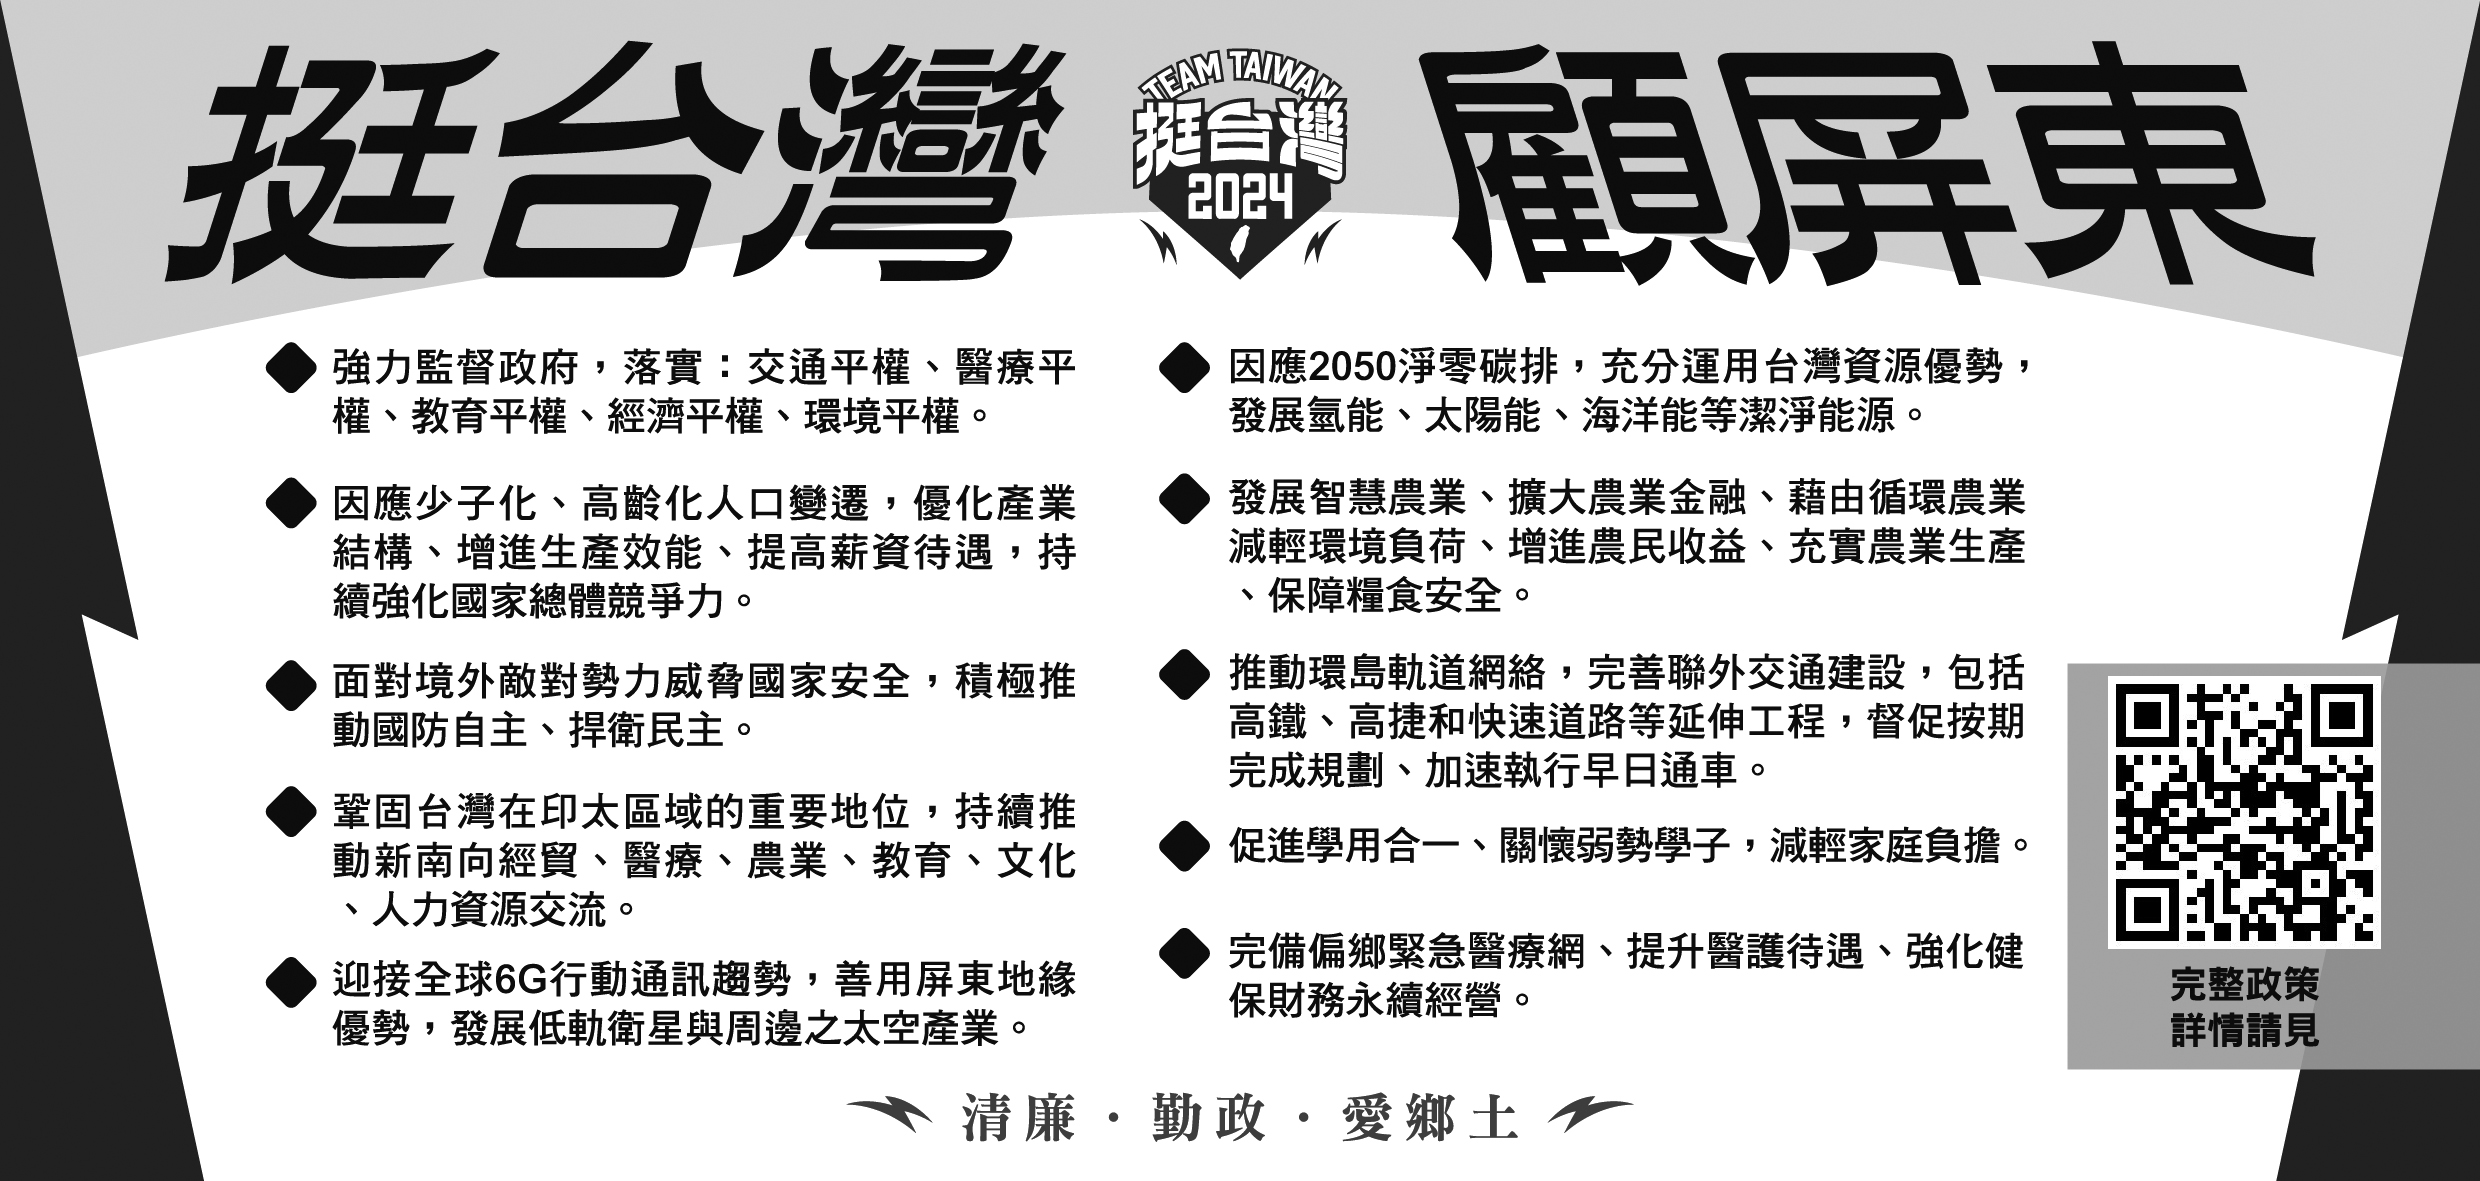 挺台灣
TEAM TAIWAN
挺台灣
2024
顧屏東
強力監督政府，落實：交通平權、醫療平
權、教育平權、經濟平權、環境平權。
因應少子化、高齡化人口變遷，優化產業
結構、增進生產效能、提高薪資待遇，持
續強化國家總體競爭力。
面對境外敵對勢力威脅國家安全，積極推
動國防自主、捍衛民主。
鞏固台灣在印太區域的重要地位，持續推
動新南向經貿、醫療、農業、教育、文化
、人力資源交流。
迎接全球6G行動通訊趨勢，善用屏東地緣
優勢，發展低軌衛星與周邊之太空產業。
因應2050淨零碳排，充分運用台灣資源優勢，
發展氫能、太陽能、海洋能等潔淨能源。
發展智慧農業、擴大農業金融、藉由循環農業
減輕環境負荷、增進農民收益、充實農業生產
、保障糧食安全。
推動環島軌道網絡，完善聯外交通建設，包括
高鐵、高捷和快速道路等延伸工程，督促按期
完成規劃、加速執行早日通車。
促進學用合一、關懷弱勢學子，減輕家庭負擔。
完備偏鄉緊急醫療網、提升醫護待遇、強化健
保財務永續經營。
完整政策
詳情請見
清廉·勤政·愛鄉土